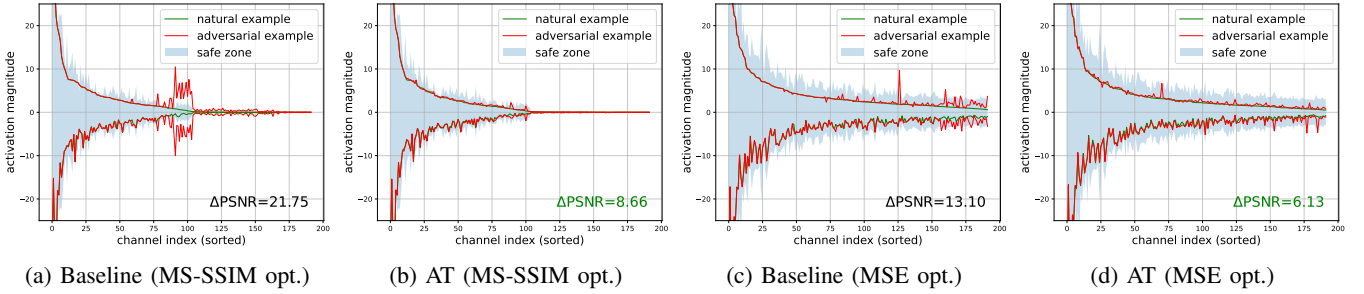 activation magnitude
20
10
0
−10
−20
natural example
adversarial example
safe zone
ΔPSNR=21.75
0 25 50 75 100 125 150 175 200
channel index (sorted)
(a) Baseline (MS-SSIM opt.)
activation magnitude
20
10
0
−10
−20
natural example
adversarial example
safe zone
ΔPSNR=8.66
0 25 50 75 100 125 150 175 200
channel index (sorted)
(b) AT (MS-SSIM opt.)
activation magnitude
20
10
0
−10
−20
natural example
adversarial example
safe zone
ΔPSNR=13.10
0 25 50 75 100 125 150 175 200
channel index (sorted)
(c) Baseline (MSE opt.)
activation magnitude
20
10
0
−10
−20
natural example
adversarial example
safe zone
ΔPSNR=6.13
0 25 50 75 100 125 150 175 200
channel index (sorted)
(d) AT (MSE opt.)